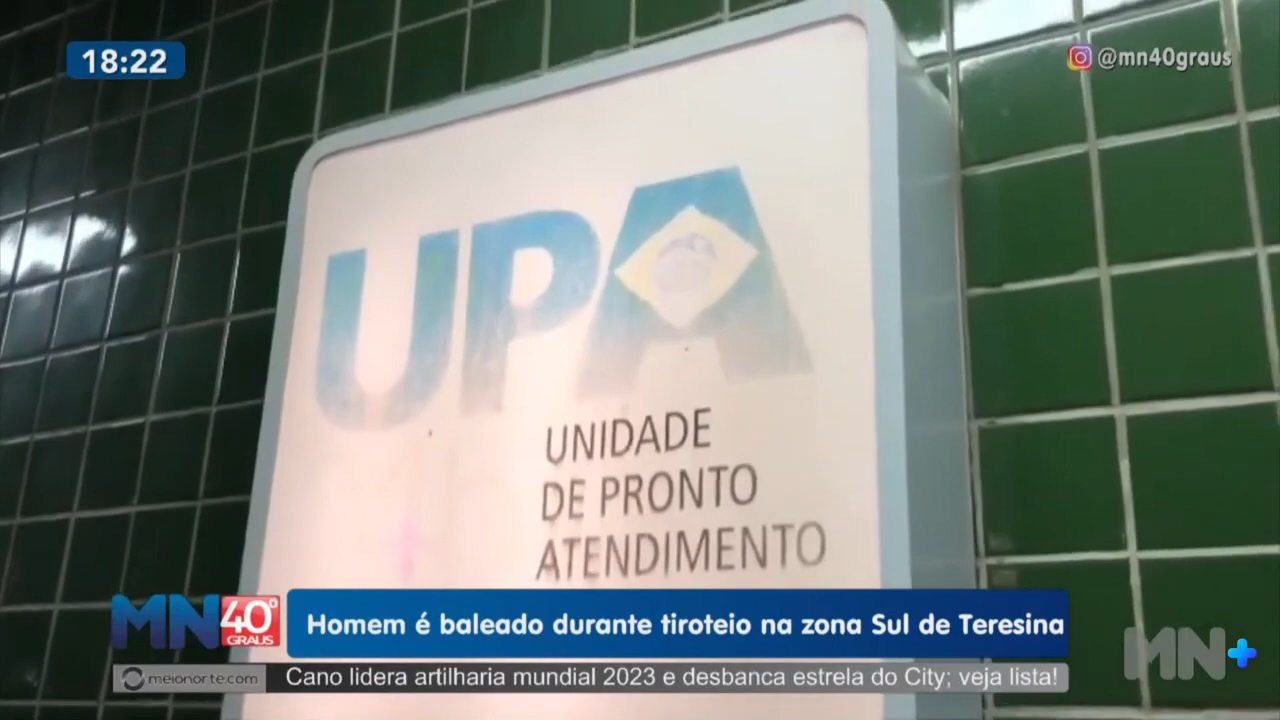 18:22
@mn40graus
UPA
UNIDADE
DE PRONTO
ATENDIMENTO
MN 40°
GRAUS
Homem é baleado durante tiroteio na zona Sul de Teresina
MN+
meionorte.com
Cano lidera artilharia mundial 2023 e desbanca estrela do City; veja lista!